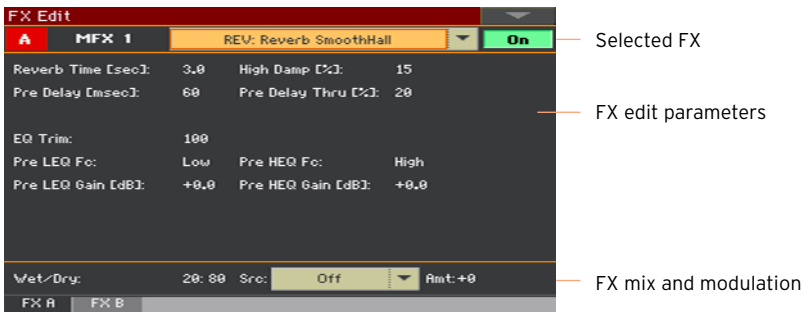 FX Edit
A MFX 1 REV: Reverb SmoothHall On
Selected FX
Reverb Time [sec]: 3.0 High Damp [%]: 15
Pre Delay [msec]: 60 Pre Delay Thru [%]: 20
FX edit parameters
EQ Trim: 100
Pre LEQ Fc: Low Pre HEQ Fc: High
Pre LEQ Gain [dB]: +0.0 Pre HEQ Gain [dB]: +0.0
Wet/Dry: 20:80 Src: Off Amt:+0
FX mix and modulation
FX A FX B